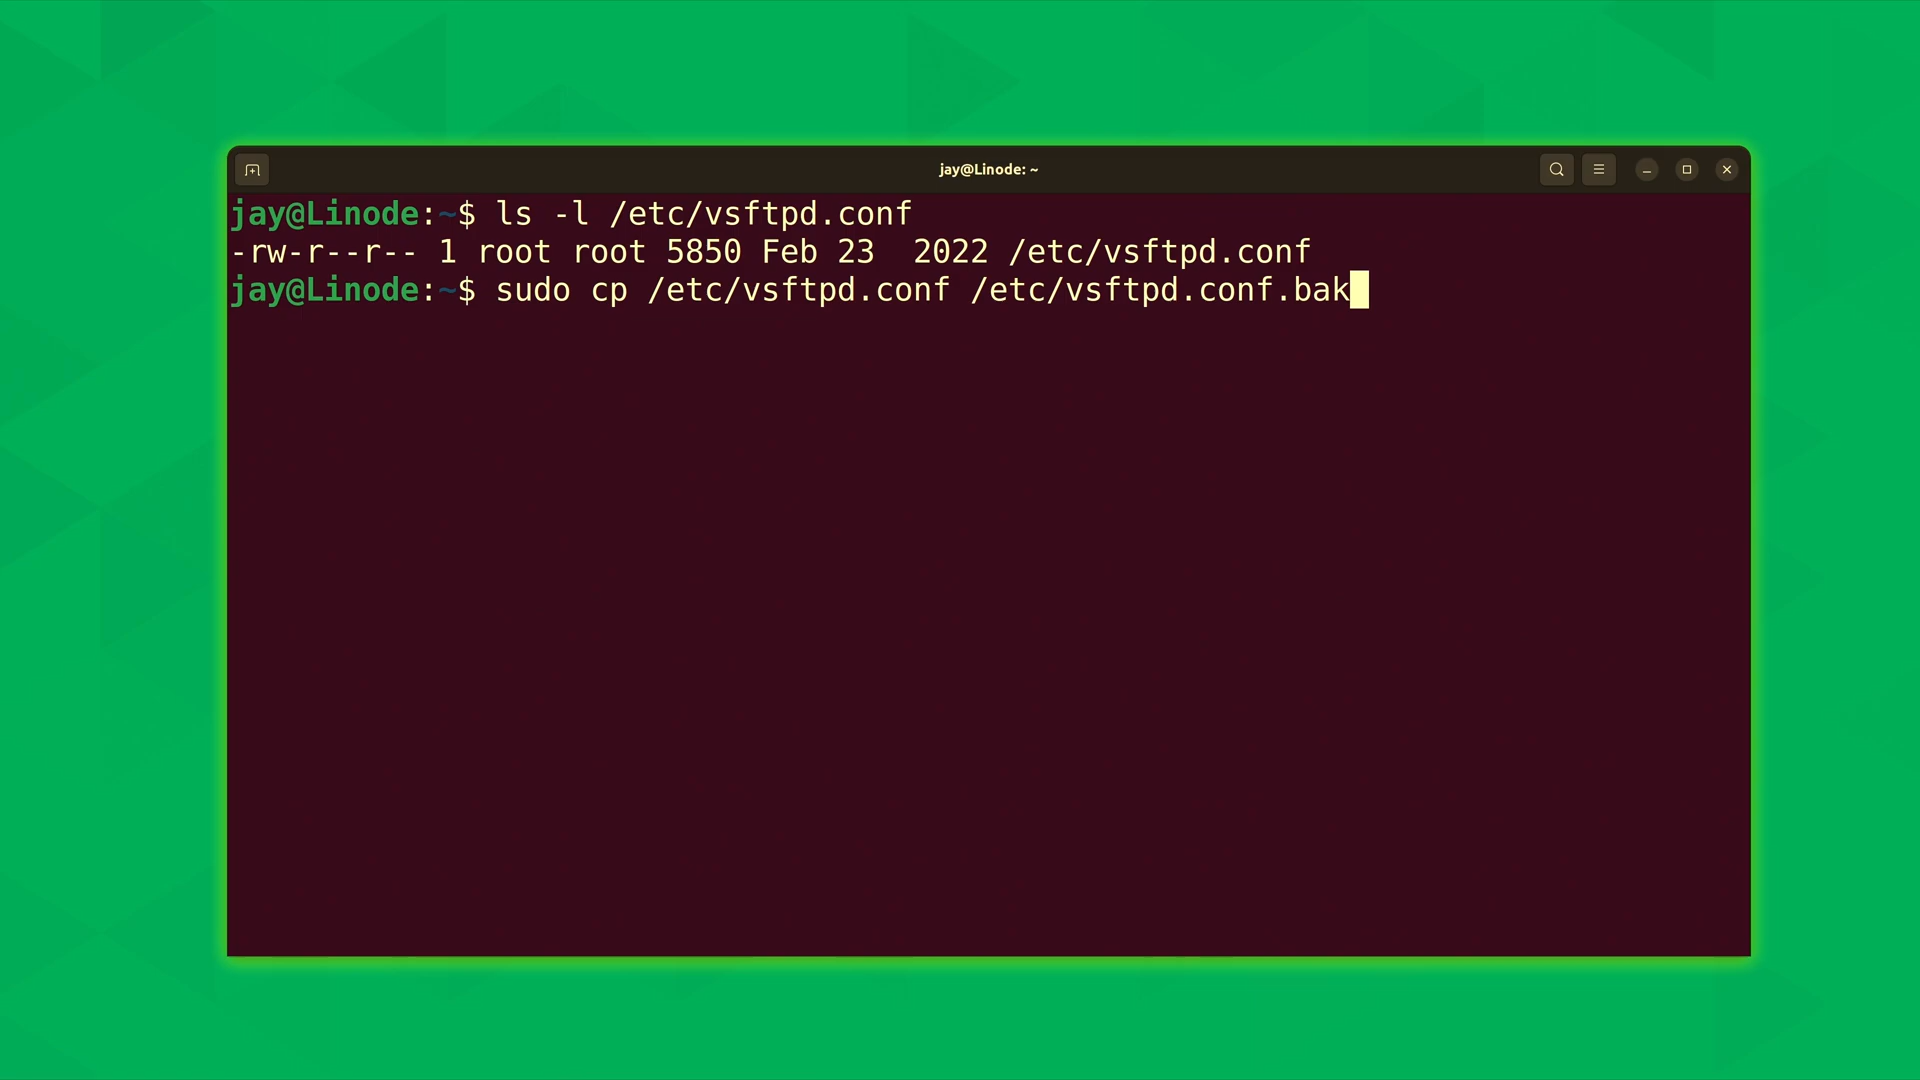 jay@Linode: ~
jay@Linode:~$ ls -l /etc/vsftpd.conf
-rw-r--r-- 1 root root 5850 Feb 23  2022 /etc/vsftpd.conf
jay@Linode:~$ sudo cp /etc/vsftpd.conf /etc/vsftpd.conf.bak